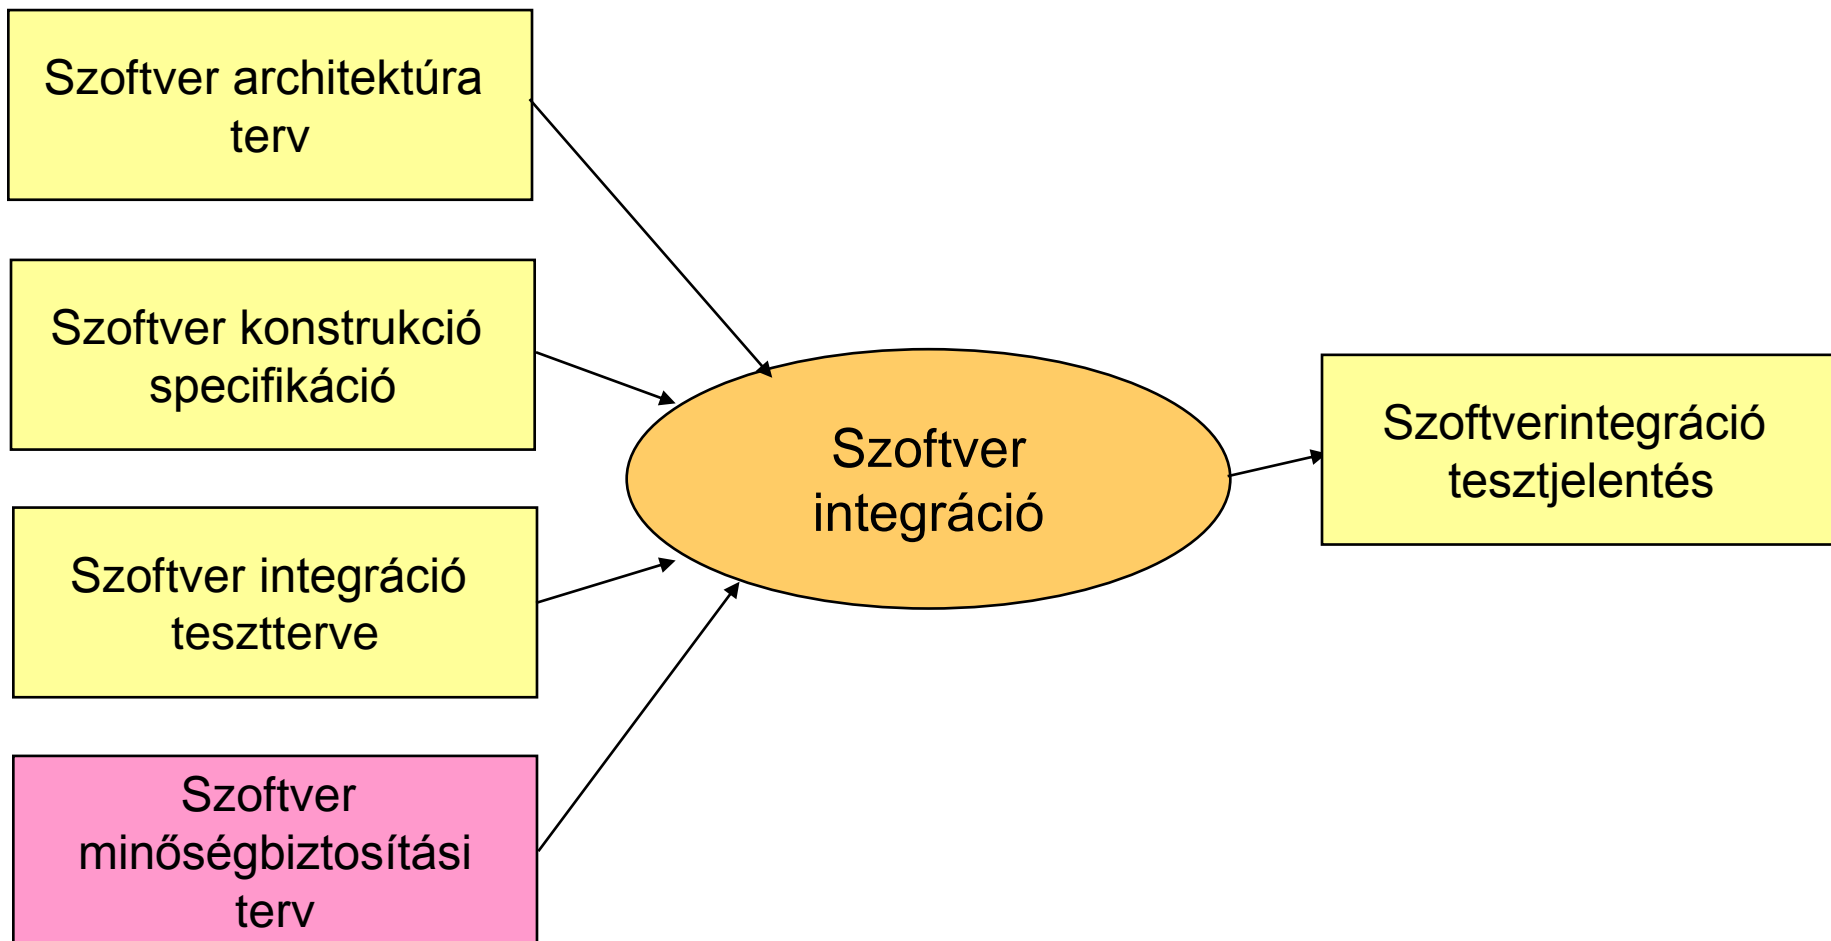 Szoftver architektúra
terv
Szoftver konstrukció
specifikáció
Szoftver integráció
tesztterve
Szoftver
minőségbiztosítási
terv
Szoftver
integráció
Szoftverintegráció
tesztjelentés